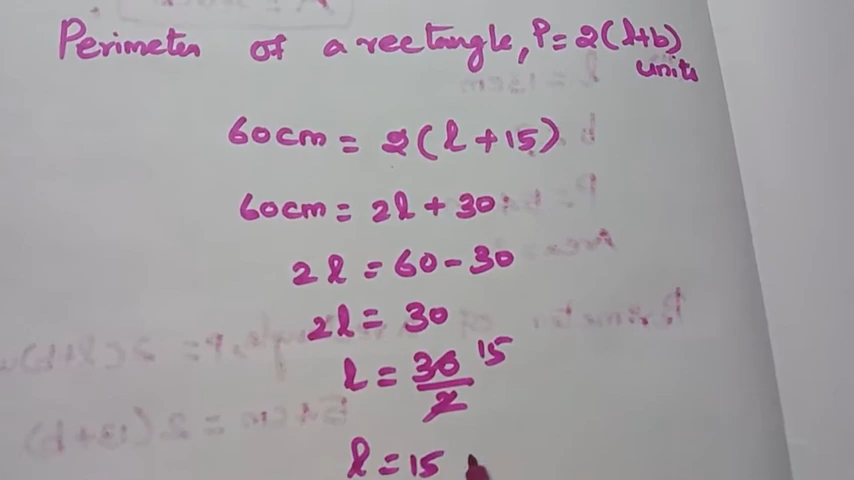 Perimeter of a rectangle, P = 2(l+b) units
60cm = 2(l+15)
60cm = 2l + 30
2l = 60-30
2l = 30
l = 30/2 15
l = 15